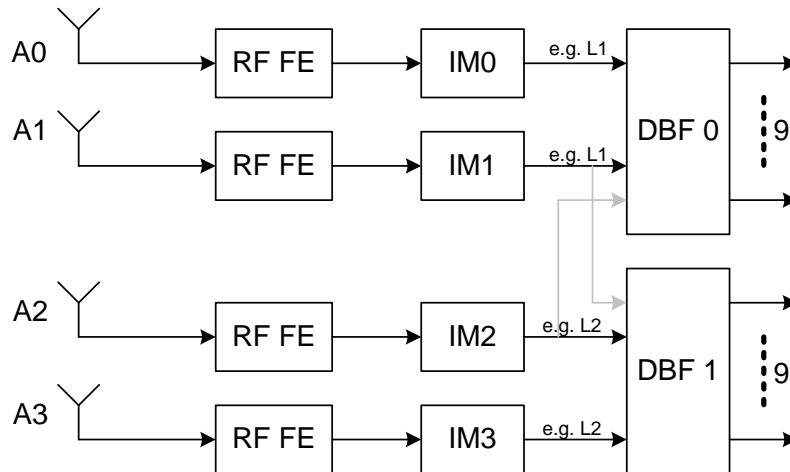 A0 RF FE IM0 e.g. L1
A1 RF FE IM1 e.g. L1
DBF 0 9
A2 RF FE IM2 e.g. L2
DBF 1 9
A3 RF FE IM3 e.g. L2